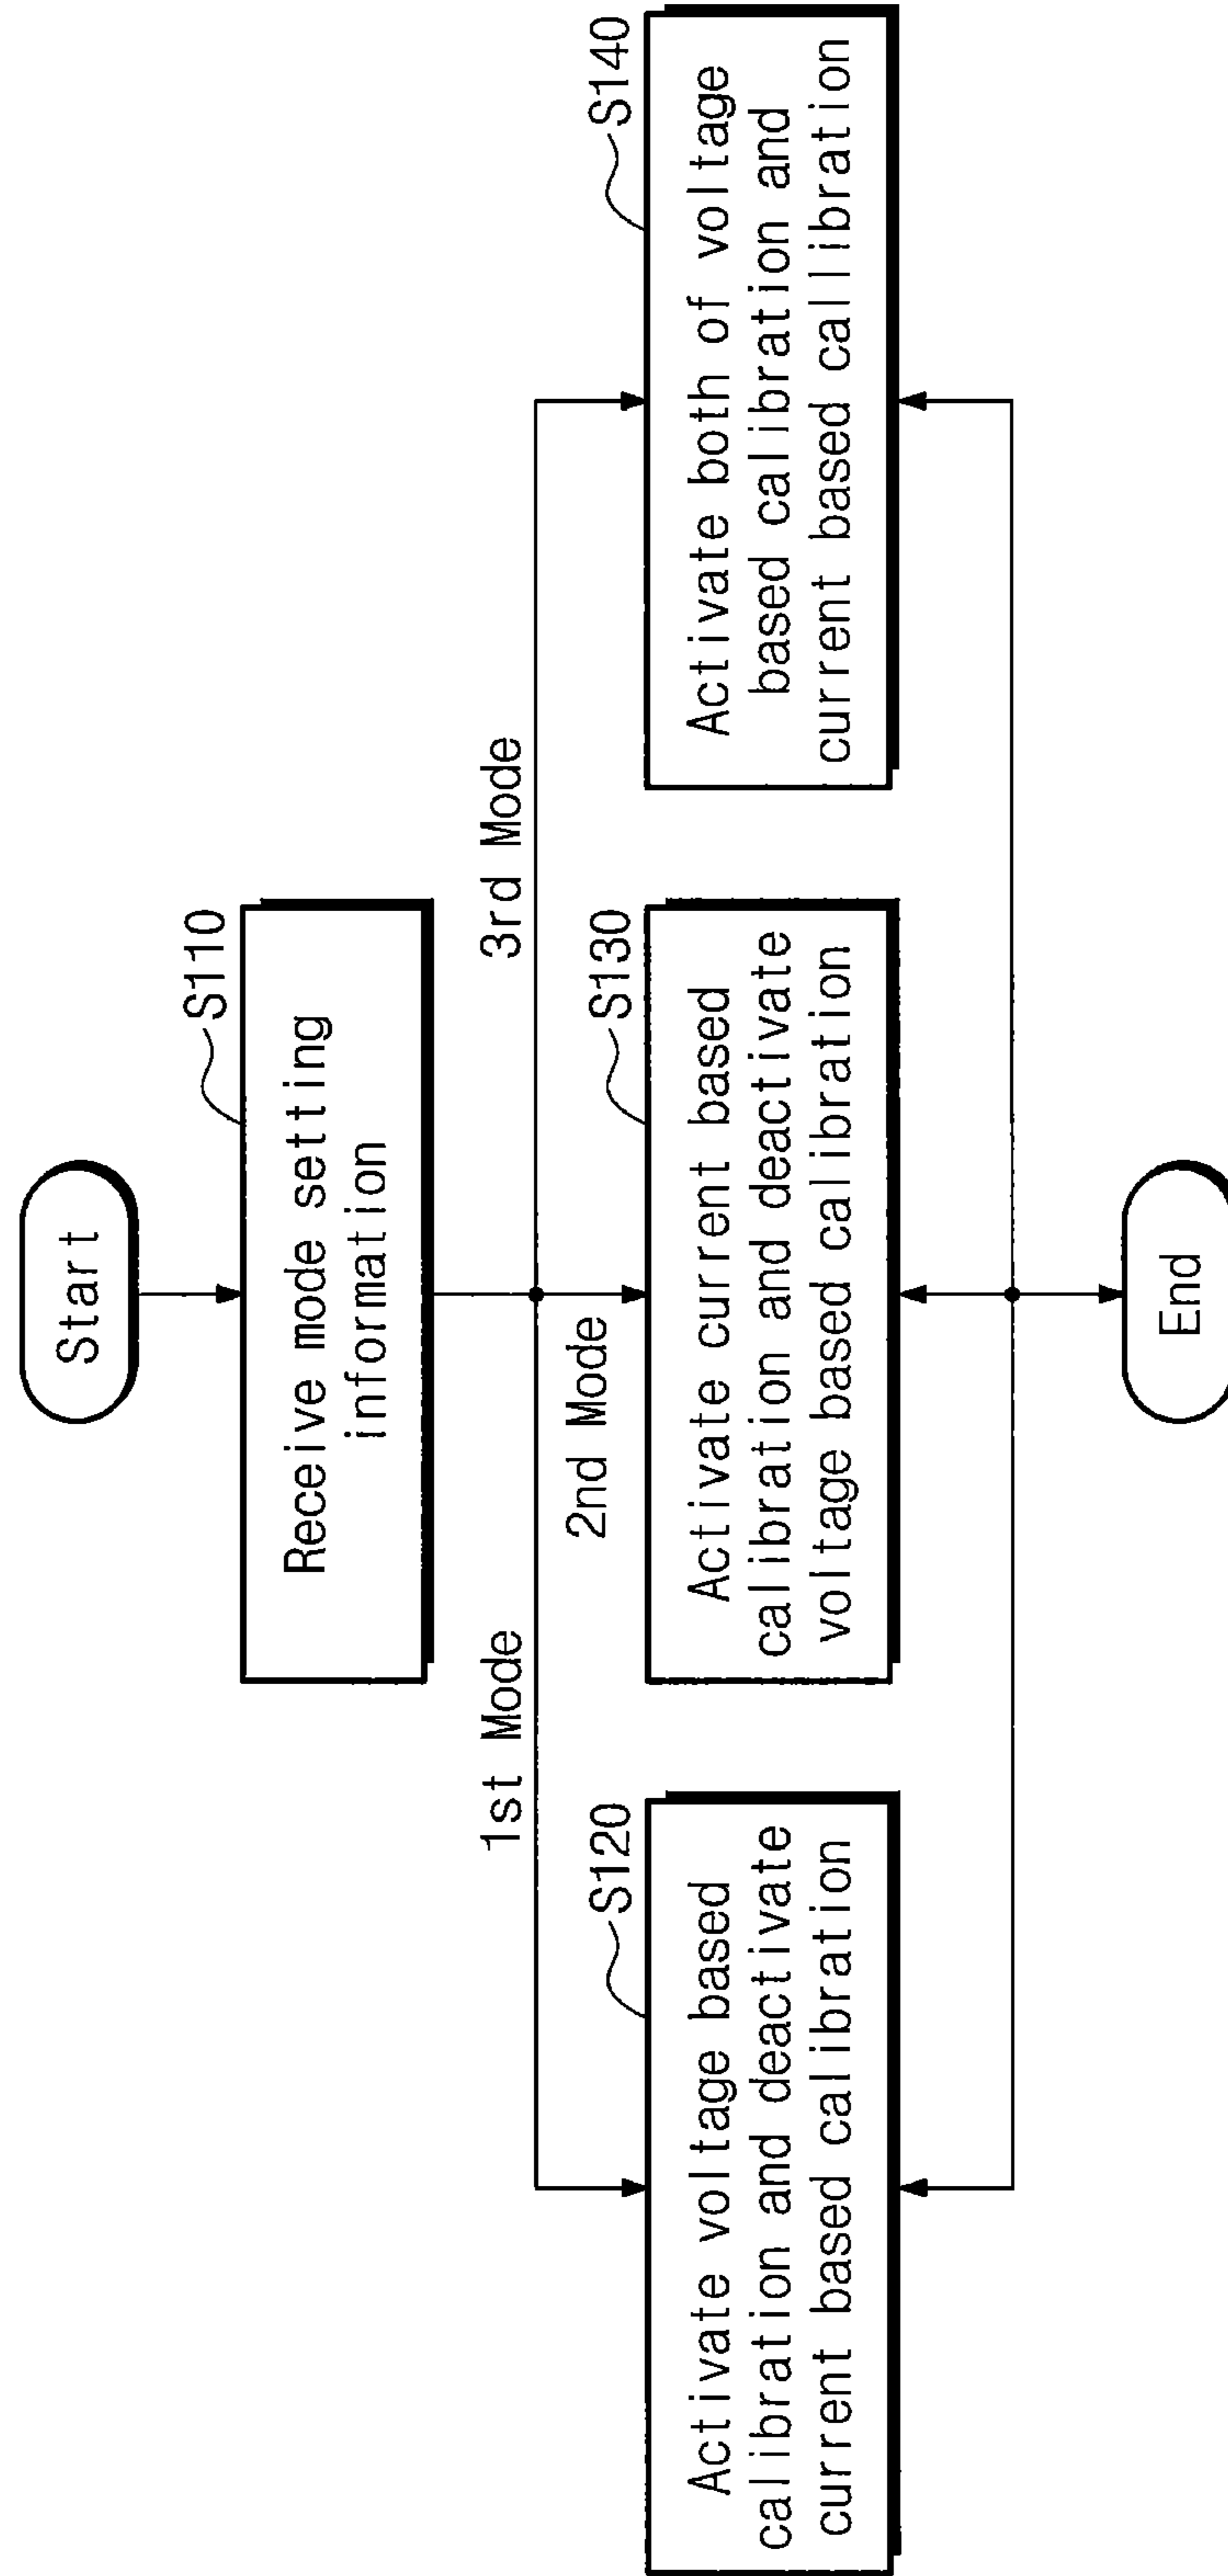 Start
S110
Receive mode setting
information
1st Mode
2nd Mode
3rd Mode
S120
Activate voltage based
calibration and deactivate
current based calibration
S130
Activate current based
calibration and deactivate
voltage based calibration
S140
Activate both of voltage
based calibration and
current based callibration
End